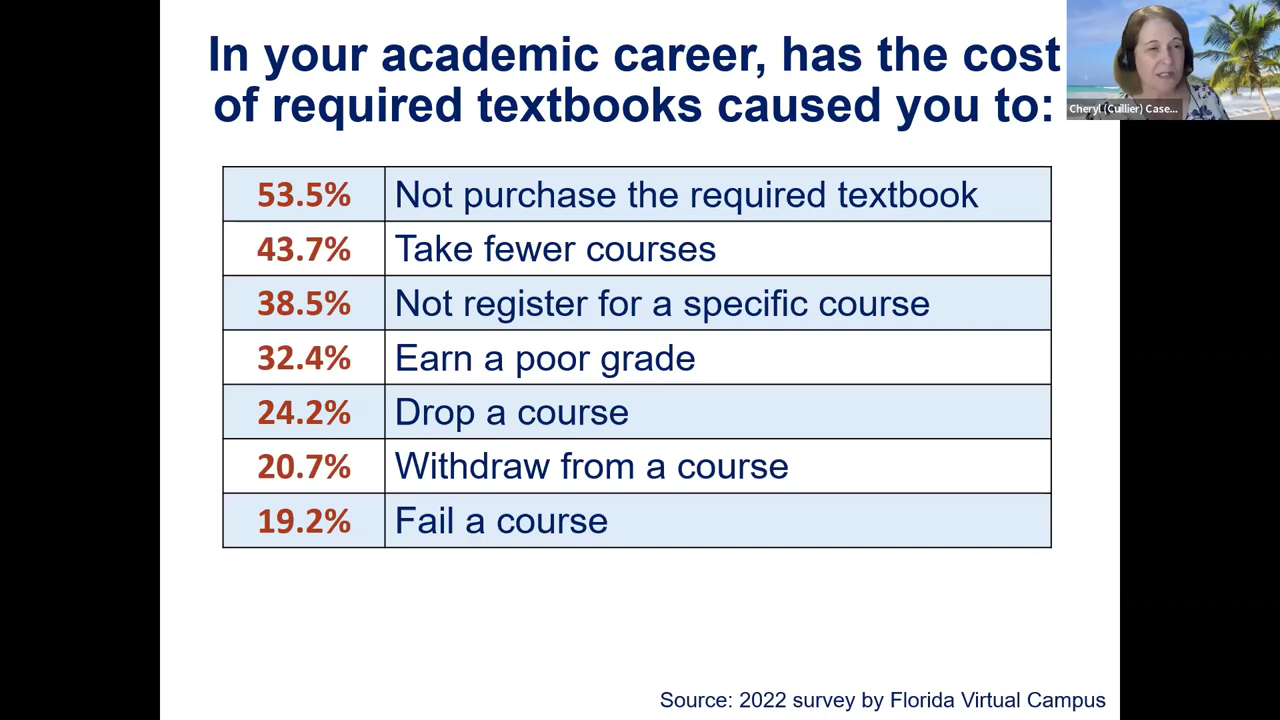 In your academic career, has the cost
of required textbooks caused you to:
Cheryl (Cullier) Case...
53.5% Not purchase the required textbook
43.7% Take fewer courses
38.5% Not register for a specific course
32.4% Earn a poor grade
24.2% Drop a course
20.7% Withdraw from a course
19.2% Fail a course
Source: 2022 survey by Florida Virtual Campus